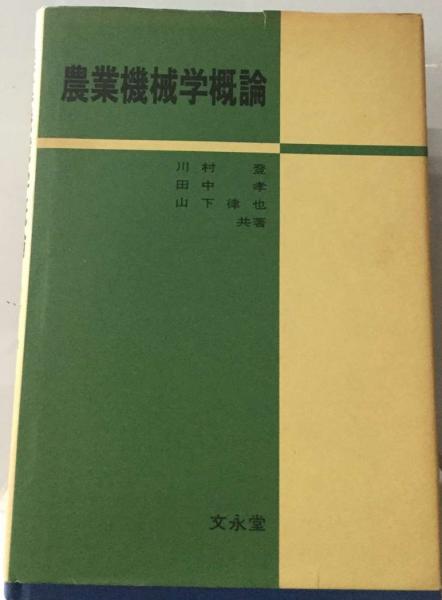 農業機械学概論
川村 登
田中 孝
山下律也
共著
文永堂